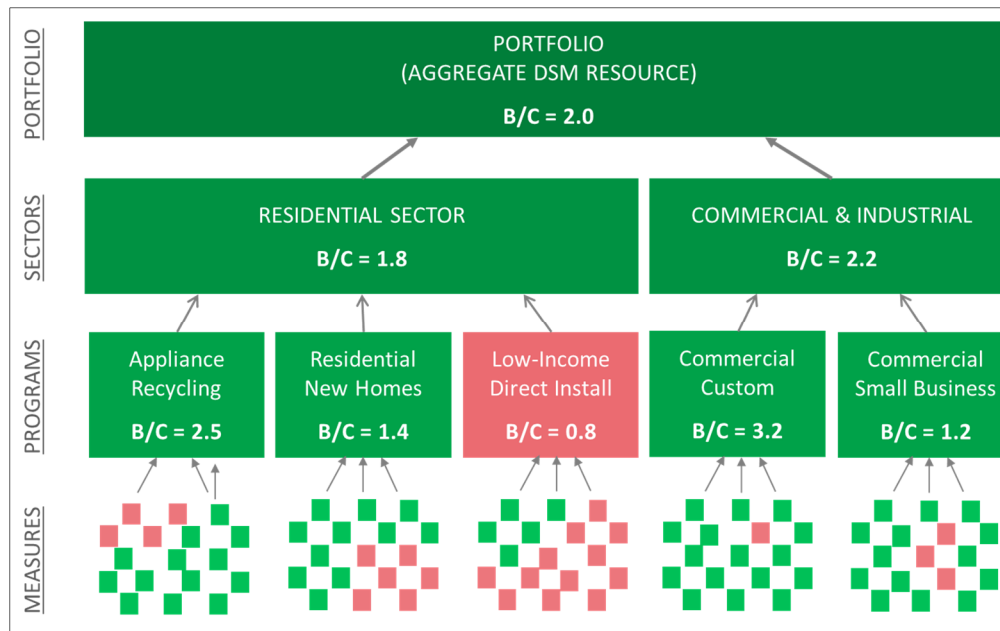 PORTFOLIO
PORTFOLIO
(AGGREGATE DSM RESOURCE)
B/C = 2.0
SECTORS
RESIDENTIAL SECTOR
B/C = 1.8
COMMERCIAL & INDUSTRIAL
B/C = 2.2
PROGRAMS
Appliance
Recycling
B/C = 2.5
Residential
New Homes
B/C = 1.4
Low-Income
Direct Install
B/C = 0.8
Commercial
Custom
B/C = 3.2
Commercial
Small Business
B/C = 1.2
MEASURES